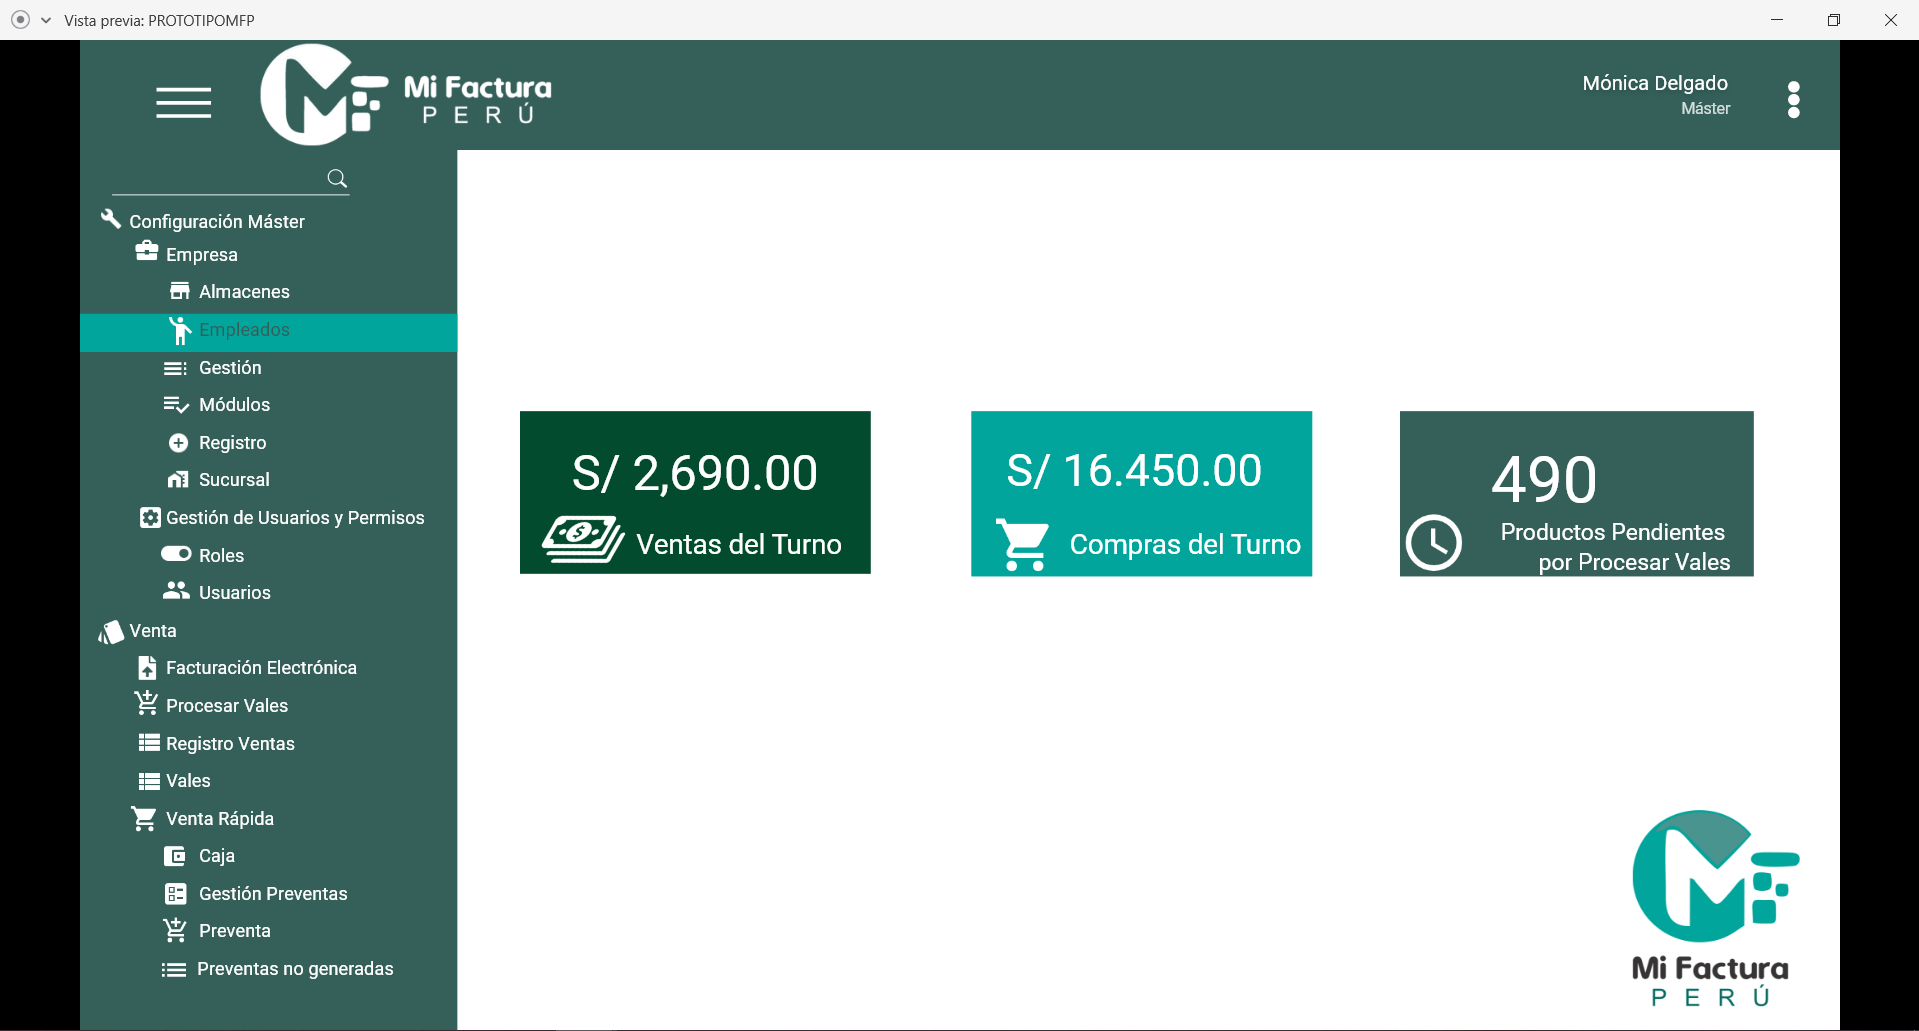 Vista previa: PROTOTIPOMFP
Mi Factura
PERÚ
Mónica Delgado
Máster
Configuración Máster
Empresa
Almacenes
Empleados
Gestión
Módulos
Registro
Sucursal
Gestión de Usuarios y Permisos
Roles
Usuarios
Venta
Facturación Electrónica
Procesar Vales
Registro Ventas
Vales
Venta Rápida
Caja
Gestión Preventas
Preventa
Preventas no generadas
S/ 2,690.00
Ventas del Turno
S/ 16.450.00
Compras del Turno
490
Productos Pendientes
por Procesar Vales
Mi Factura
PERÚ